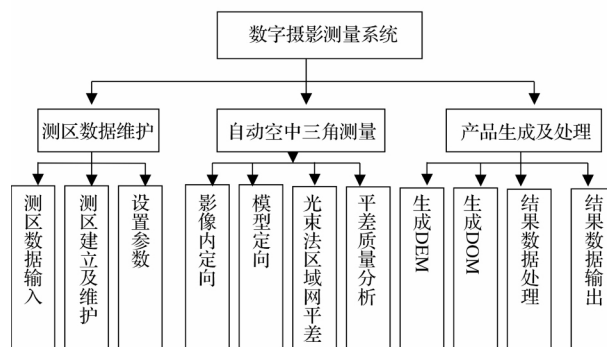 数字摄影测量系统
测区数据维护
自动空中三角测量
产品生成及处理
测区数据输入
测区建立及维护
设置参数
影像内定向
模型定向
光束法区域网平差
平差质量分析
生成DEM
生成DOM
结果数据处理
结果数据输出